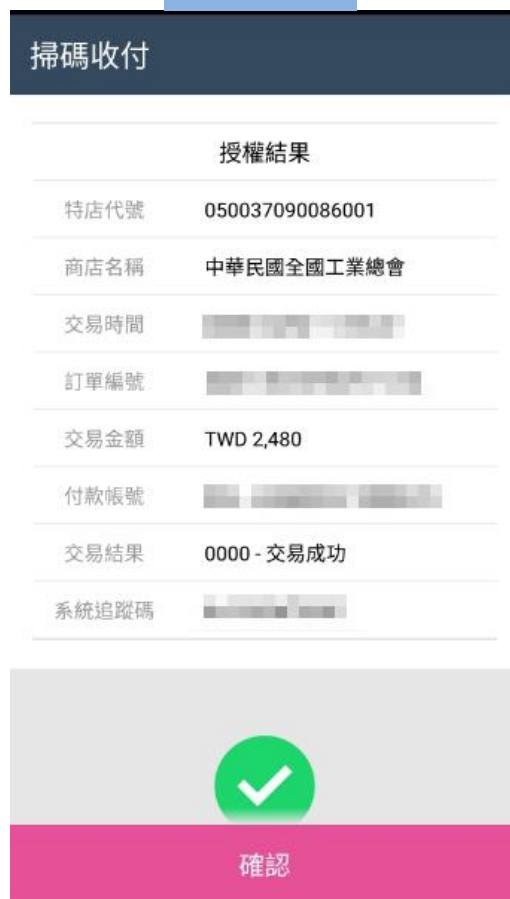 掃碼收付
授權結果
特店代號 050037090086001
商店名稱 中華民國全國工業總會
交易時間
訂單編號
交易金額 TWD 2,480
付款帳號
交易結果 0000 - 交易成功
系統追蹤碼
確認